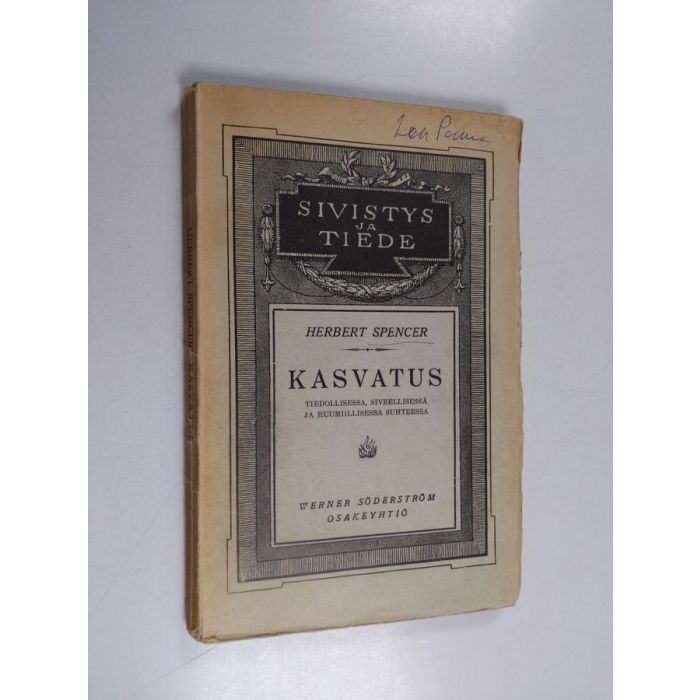 SIVISTYS
JA
TIEDE
HERBERT SPENCER
KASVATUS
TIEDOLLISESSA, SIVEELLISESSÄ
JA RUUMIILLISESSA SUHTEESSA
WERNER SÖDERSTRÖM
OSAKEYHTIÖ
HERBERT SPENCER KASVATUS